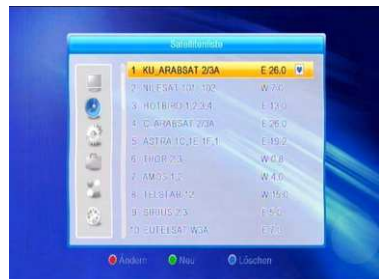 Satellitenliste
1 KU_ARABSAT 2/3A E 26.0
2 NILESAT 101, 102 W 7.0
3 HOTBIRD 1,2,3,4 E 13.0
4 C_ARABSAT 2/3A E 26.0
5 ASTRA 1C,1E,1F,1 E 19.2
6 THOR 2,3 W 0.8
7 AMOS 1,2 W 4.0
8 TELSTAR 12 W 15.0
9 SIRIUS 2,3 E 5.0
10 EUTELSAT W3A E 7.0
Ändern Neu Löschen